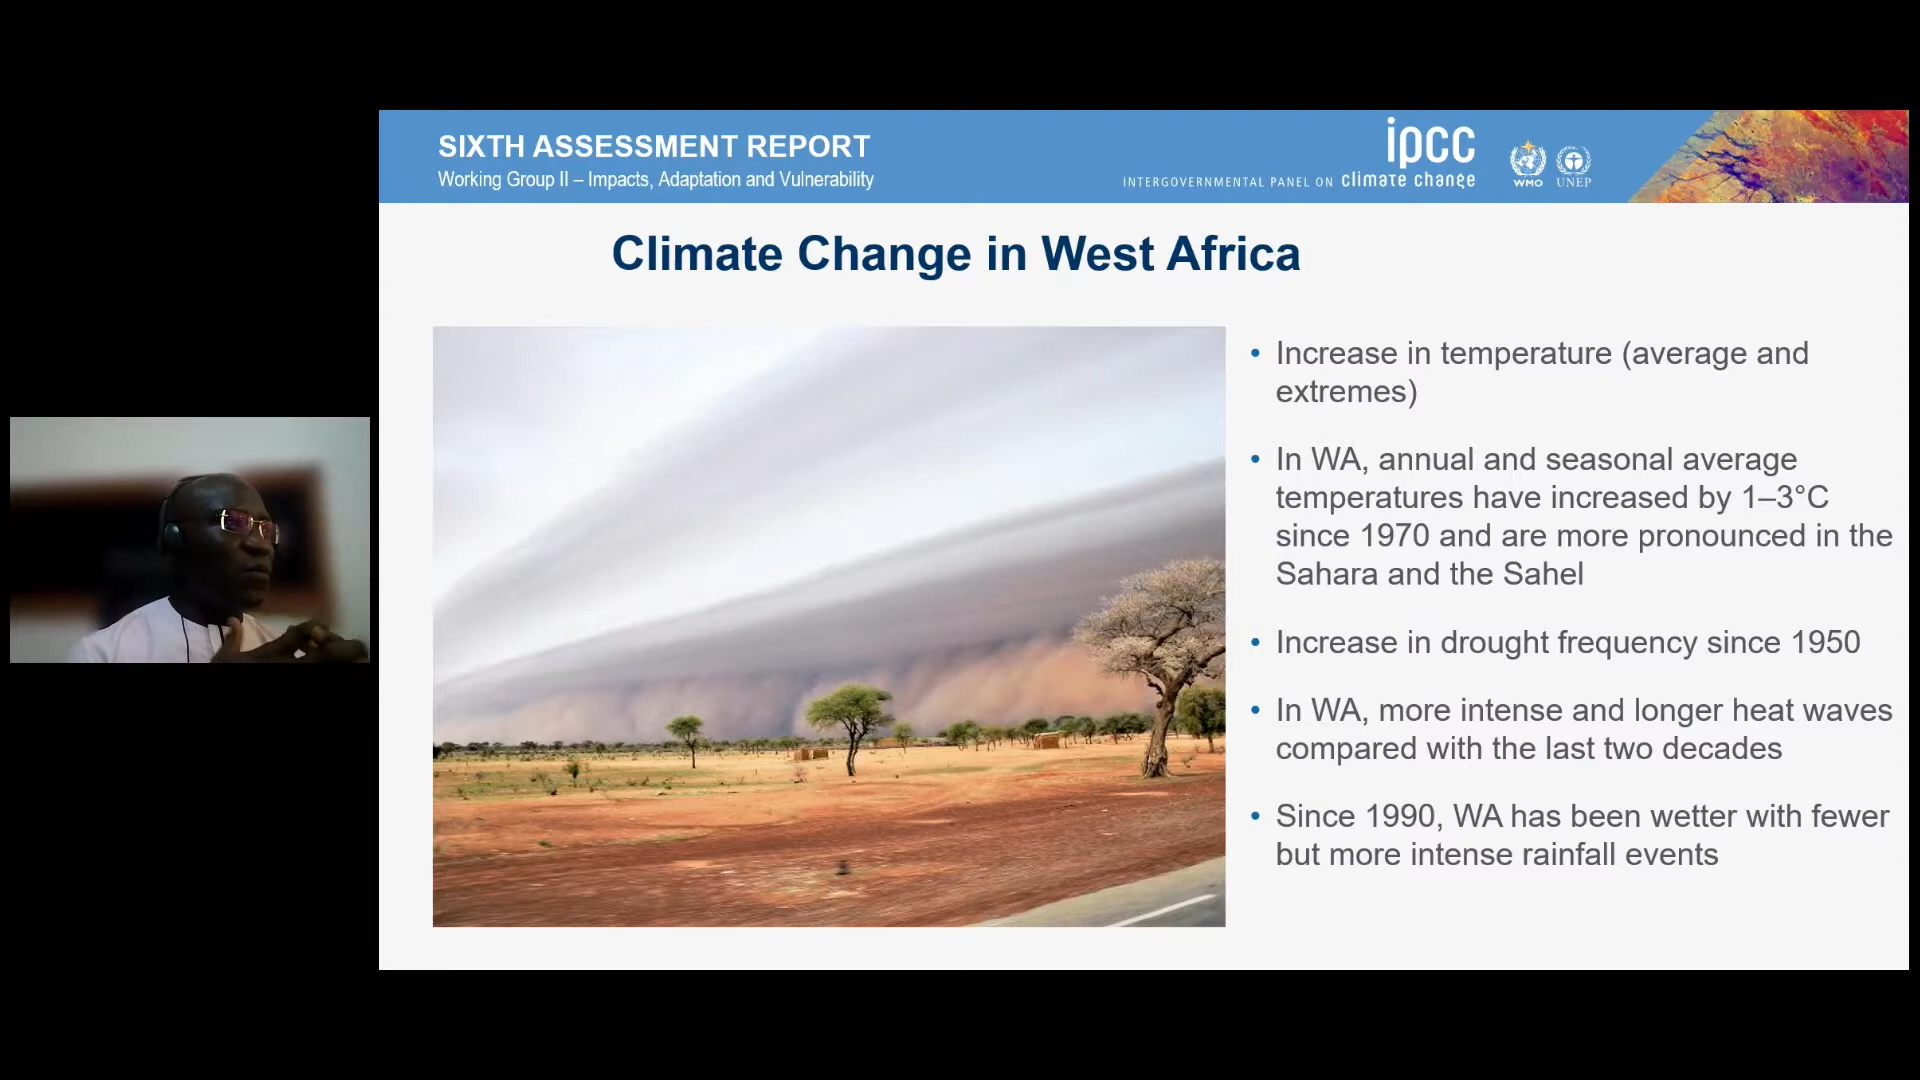 SIXTH ASSESSMENT REPORT
Working Group II – Impacts, Adaptation and Vulnerability
ipcc
INTERGOVERNMENTAL PANEL ON climate change
WMO
UNEP
Climate Change in West Africa
• Increase in temperature (average and
extremes)
• In WA, annual and seasonal average
temperatures have increased by 1–3°C
since 1970 and are more pronounced in the
Sahara and the Sahel
• Increase in drought frequency since 1950
• In WA, more intense and longer heat waves
compared with the last two decades
• Since 1990, WA has been wetter with fewer
but more intense rainfall events